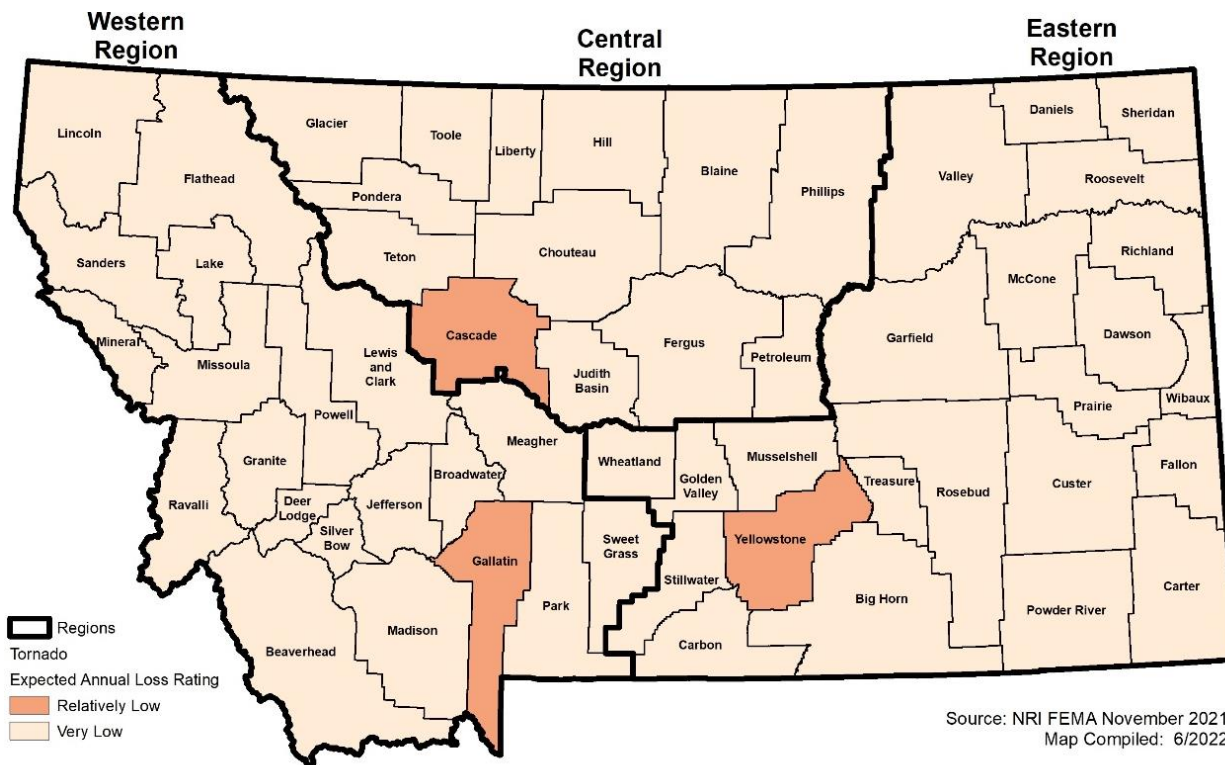 Western
Region
Central
Region
Eastern
Region
Lincoln
Flathead
Glacier
Toole
Liberty
Hill
Blaine
Phillips
Valley
Daniels
Sheridan
Roosevelt
Pondera
Teton
Chouteau
Richland
McCone
Sanders
Lake
Cascade
Fergus
Petroleum
Garfield
Dawson
Mineral
Missoula
Lewis
and
Clark
Judith
Basin
Prairie
Wibaux
Powell
Meagher
Wheatland
Golden
Valley
Musselshell
Treasure
Rosebud
Custer
Fallon
Granite
Broadwater
Ravalli
Deer
Lodge
Jefferson
Silver
Bow
Gallatin
Sweet
Grass
Yellowstone
Stillwater
Park
Big Horn
Powder River
Carter
Madison
Beaverhead
Carbon
Regions
Tornado
Expected Annual Loss Rating
Relatively Low
Very Low
Source: NRI FEMA November 2021
Map Compiled: 6/2022